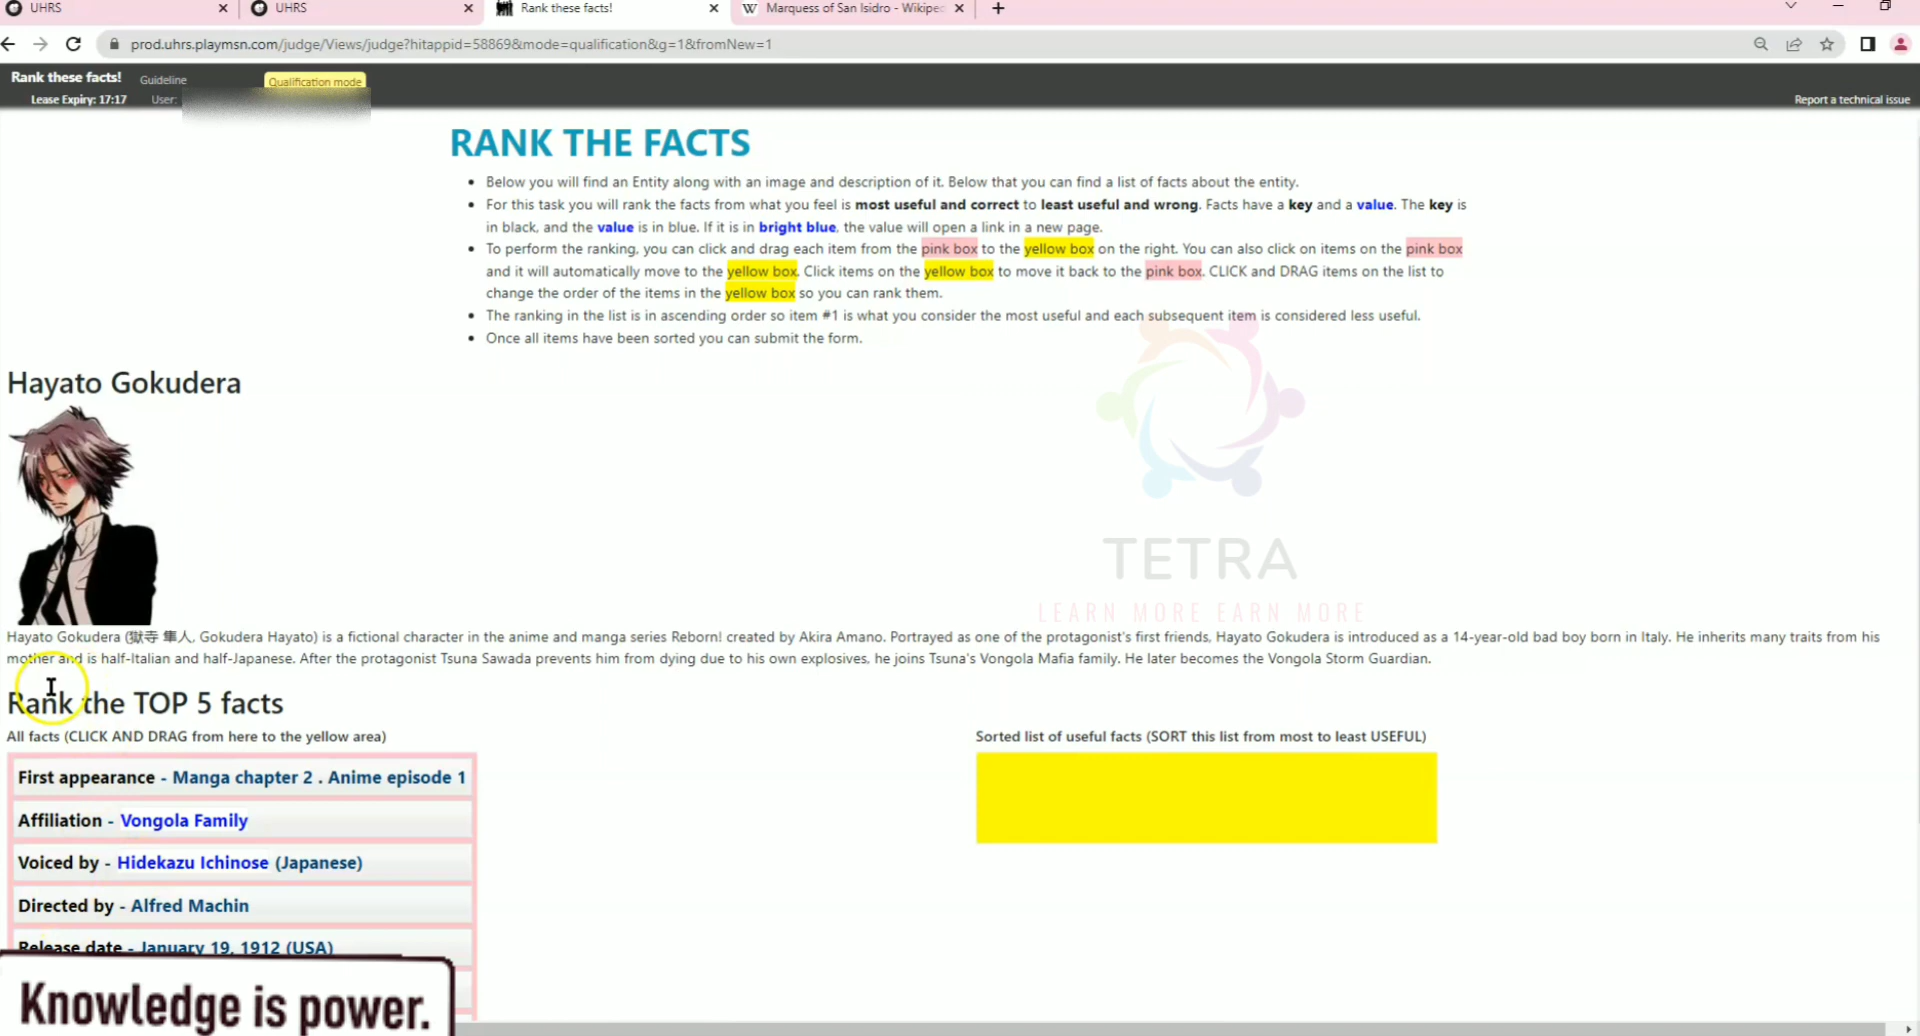 UHRS
UHRS
Rank these facts!
Marquess of San Isidro - Wikipe
prod.uhrs.playmsn.com/judge/Views/judge?hitappid=58869&mode=qualification&g=1&fromNew=1
Rank these facts! Guideline Qualification mode
Lease Expiry: 17:17 User:
Report a technical issue
RANK THE FACTS
• Below you will find an Entity along with an image and description of it. Below that you can find a list of facts about the entity.
• For this task you will rank the facts from what you feel is most useful and correct to least useful and wrong. Facts have a key and a value. The key is
in black, and the value is in blue. If it is in bright blue, the value will open a link in a new page.
• To perform the ranking, you can click and drag each item from the pink box to the yellow box on the right. You can also click on items on the pink box
and it will automatically move to the yellow box. Click items on the yellow box to move it back to the pink box. CLICK and DRAG items on the list to
change the order of the items in the yellow box so you can rank them.
• The ranking in the list is in ascending order so item #1 is what you consider the most useful and each subsequent item is considered less useful.
• Once all items have been sorted you can submit the form.
Hayato Gokudera
TETRA
LEARN MORE EARN MORE
Hayato Gokudera (獄寺 隼人, Gokudera Hayato) is a fictional character in the anime and manga series Reborn! created by Akira Amano. Portrayed as one of the protagonist's first friends, Hayato Gokudera is introduced as a 14-year-old bad boy born in Italy. He inherits many traits from his
mother and is half-Italian and half-Japanese. After the protagonist Tsuna Sawada prevents him from dying due to his own explosives, he joins Tsuna's Vongola Mafia family. He later becomes the Vongola Storm Guardian.
Rank the TOP 5 facts
All facts (CLICK AND DRAG from here to the yellow area)
Sorted list of useful facts (SORT this list from most to least USEFUL)
First appearance - Manga chapter 2 . Anime episode 1
Affiliation - Vongola Family
Voiced by - Hidekazu Ichinose (Japanese)
Directed by - Alfred Machin
Release date - January 19, 1912 (USA)
Knowledge is power.